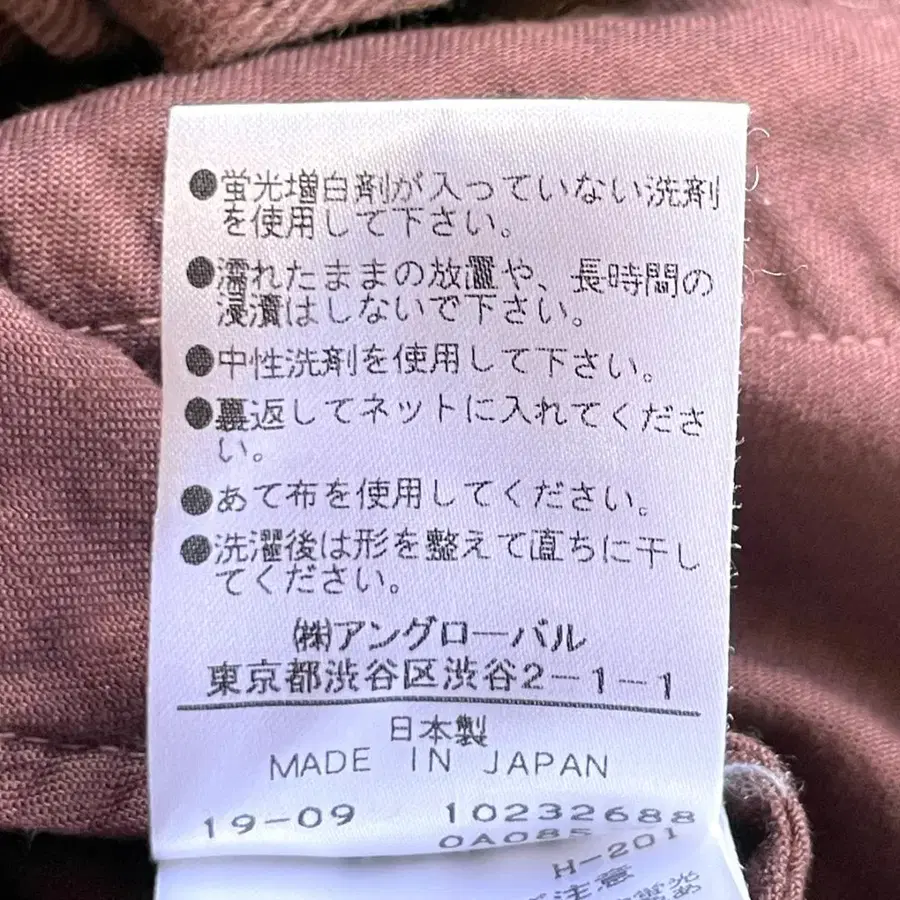 ●蛍光増白剤が入っていない洗剤
を使用して下さい。
●濡れたままの放置や、長時間の
浸漬はしないで下さい。
●中性洗剤を使用して下さい。
●裏返してネットに入れてくださ
い。
●あて布を使用してください。
●洗濯後は形を整えて直ちに干し
てください。
㈱アングローバル
東京都渋谷区渋谷2-1-1
日本製
MADE IN JAPAN
19-09 10232688
0A085
H-201
注意